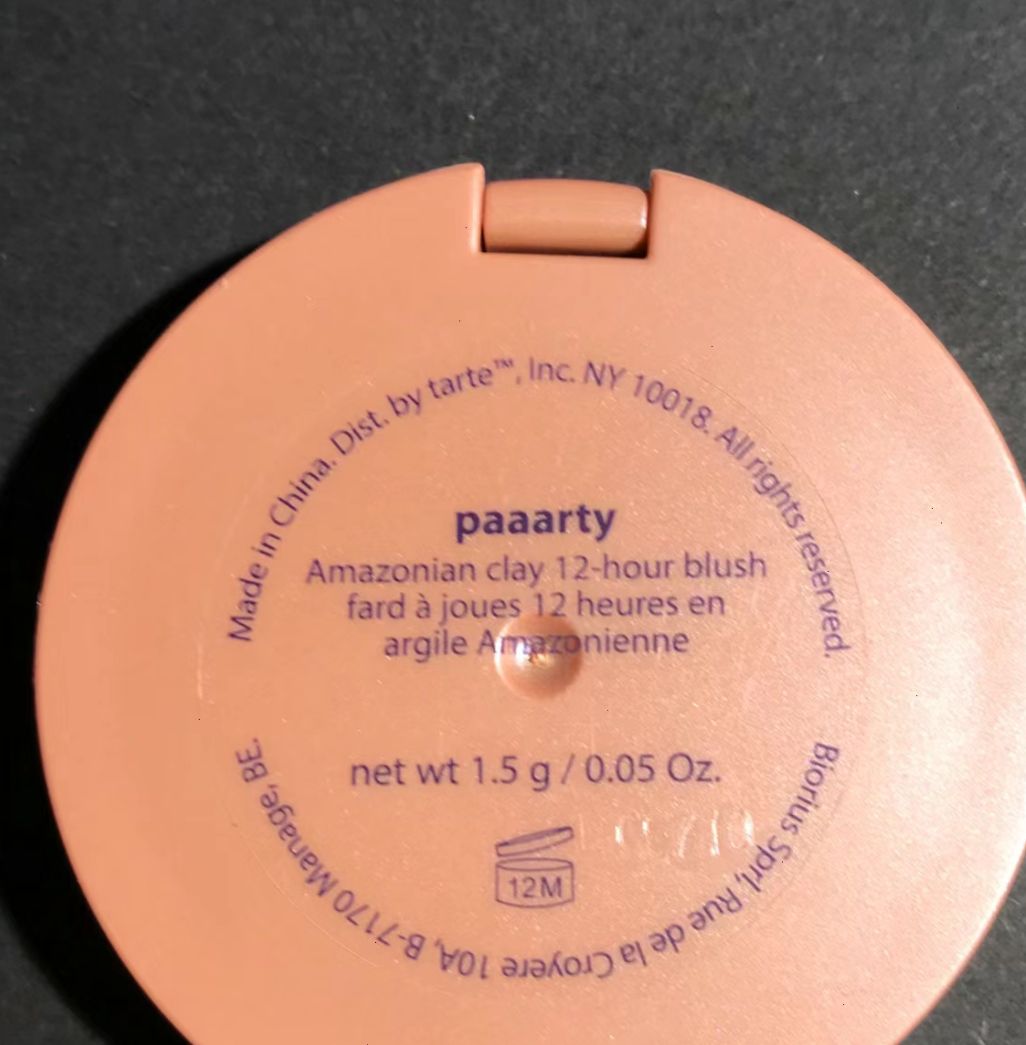 Made in China. Dist. by tarte™, Inc. NY 10018. All rights reserved.
paaarty
Amazonian clay 12-hour blush
fard à joues 12 heures en
argile Amazonienne
net wt 1.5 g / 0.05 Oz.
12M
Biorius Sprl, Rue de la Croyere 10A, B-7170 Manage, BE.